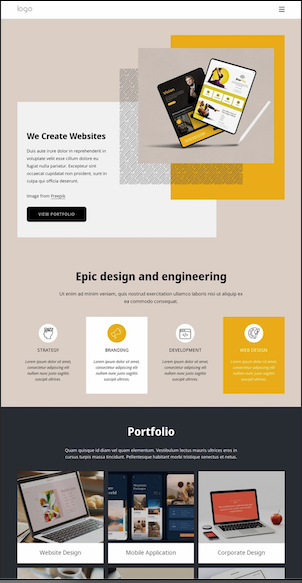 logo
We Create Websites
Duis aute irure dolor in reprehenderit in
voluptate velit esse cillum dolore eu
fugiat nulla pariatur. Excepteur sint
occaecat cupidatat non proident, sunt in
culpa qui officia deserunt.
Image from Freepik
VIEW PORTFOLIO
Epic design and engineering
Ut enim ad minim veniam, quis nostrud exercitation ullamco laboris nisi ut aliquip ex
ea commodo consequat.
STRATEGY
Lorem ipsum dolor sit amet,
consectetur adipiscing elit
nullam nunc justo sagittis
suscipit ultrices.
BRANDING
Lorem ipsum dolor sit amet,
consectetur adipiscing elit
nullam nunc justo sagittis
suscipit ultrices.
DEVELOPMENT
Lorem ipsum dolor sit amet,
consectetur adipiscing elit
nullam nunc justo sagittis
suscipit ultrices.
WEB DESIGN
Lorem ipsum dolor sit amet,
consectetur adipiscing elit
nullam nunc justo sagittis
suscipit ultrices.
Portfolio
Quam quisque id diam vel quam elementum. Vestibulum lectus mauris ultrices eros in
cursus turpis massa tincidunt. Pellentesque habitant morbi tristique senectus et netus.
Website Design
Mobile Application
Corporate Design